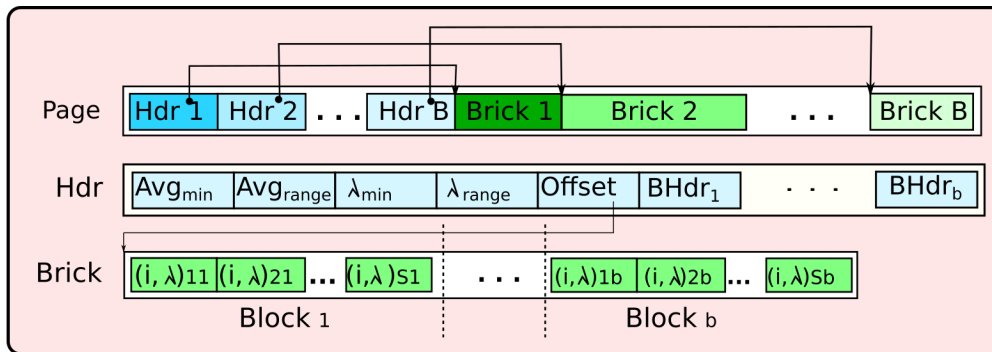 Page Hdr 1 Hdr 2 ... Hdr B Brick 1 Brick 2 ... Brick B
Hdr Avgmin Avgrange λmin λrange Offset BHdr1 . . . BHdrb
Brick (i, λ)11 (i, λ)21 ... (i,λ)S1 ... (i,λ)1b (i, λ)2b ... (i, λ)Sb
Block 1 Block b